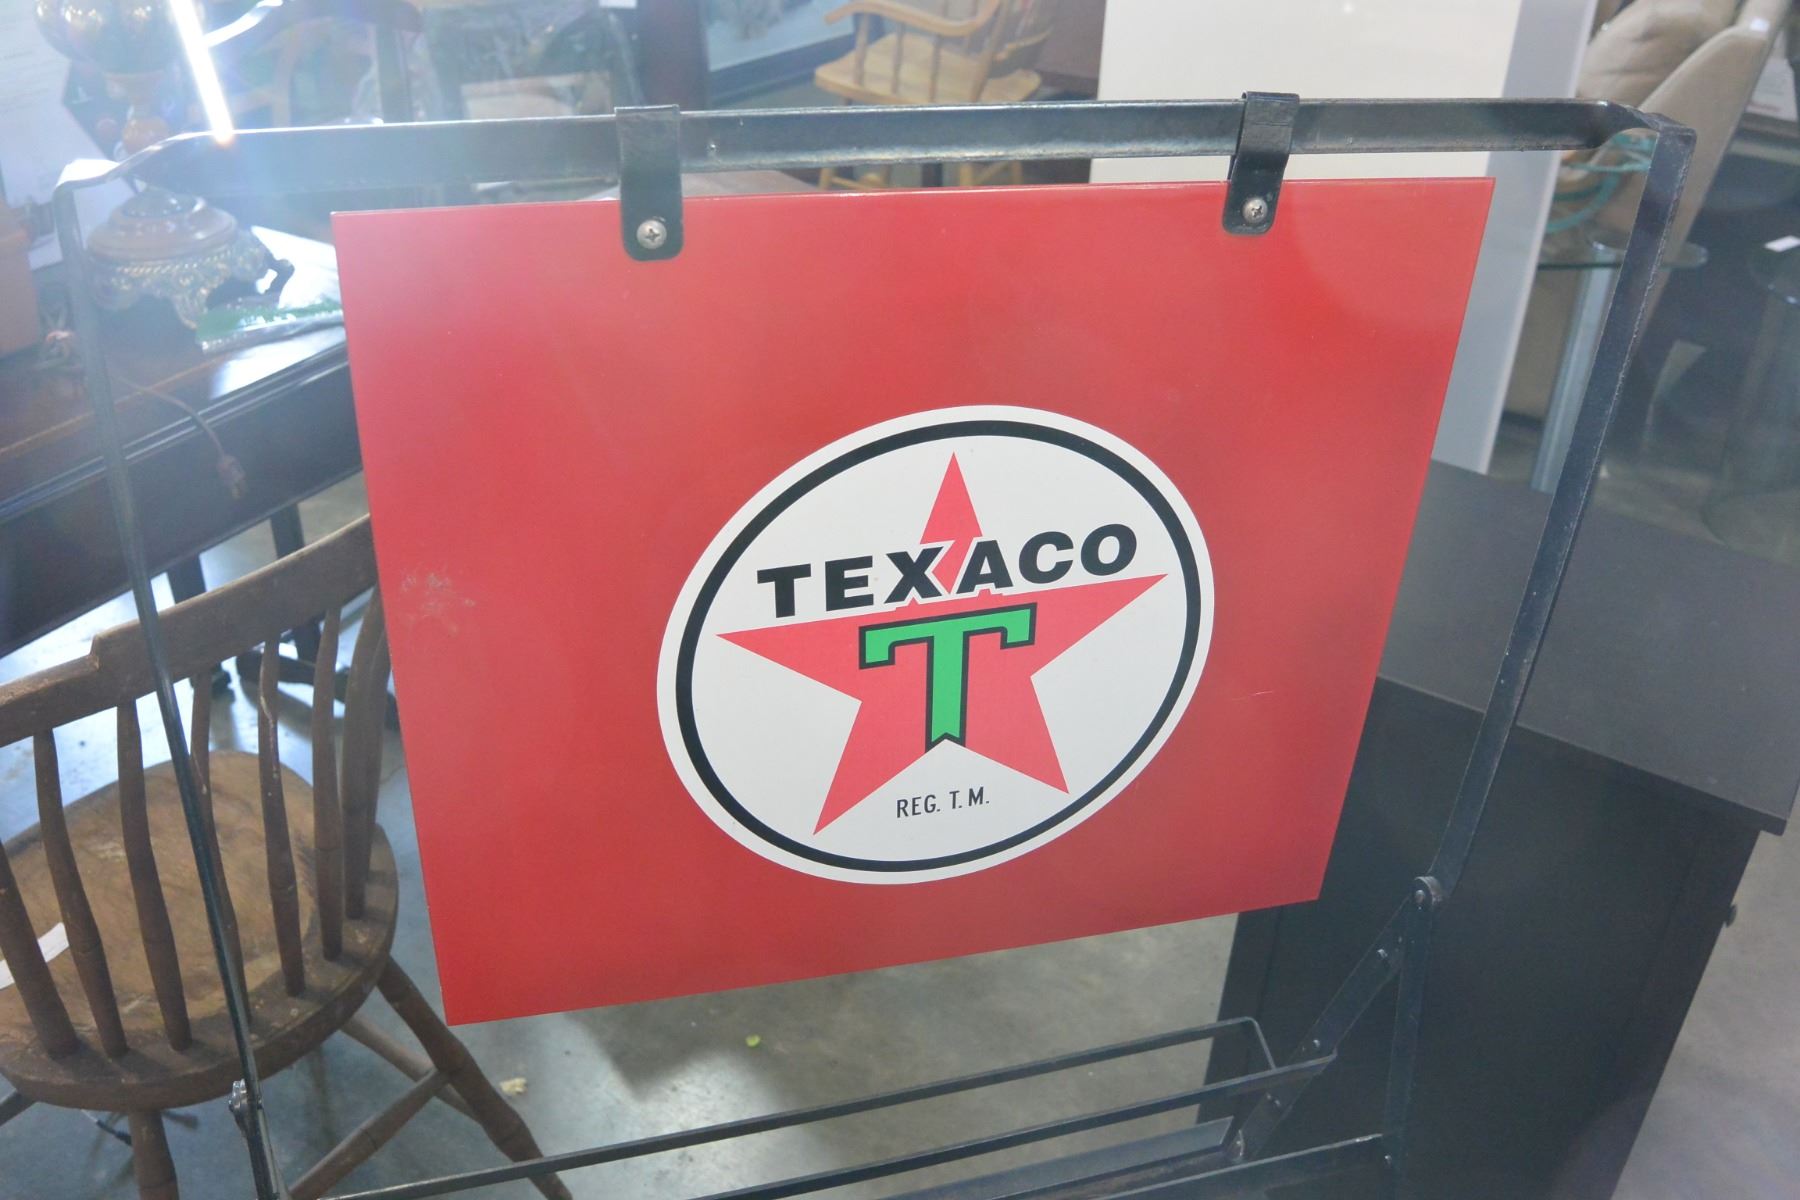 TEXACO
T
REG. T. M.